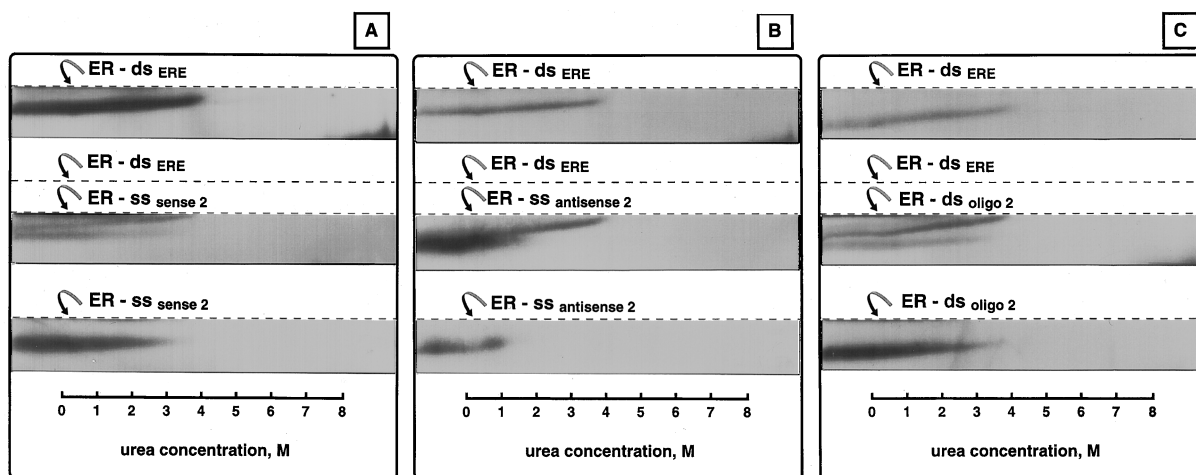 A
ER - ds ERE
ER - ds ERE
ER - ss sense 2
ER - ss sense 2
0 1 2 3 4 5 6 7 8
urea concentration, M
B
ER - ds ERE
ER - ds ERE
ER - ss antisense 2
ER - ss antisense 2
0 1 2 3 4 5 6 7 8
urea concentration, M
C
ER - ds ERE
ER - ds ERE
ER - ds oligo 2
ER - ds oligo 2
0 1 2 3 4 5 6 7 8
urea concentration, M